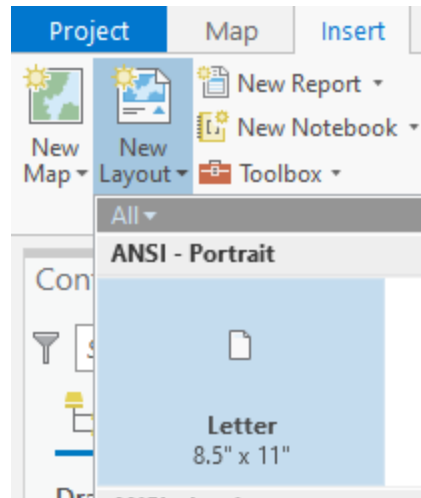 Project Map Insert
New Report
New Notebook
New Map
New Layout
Toolbox
All
ANSI - Portrait
Letter
8.5" x 11"